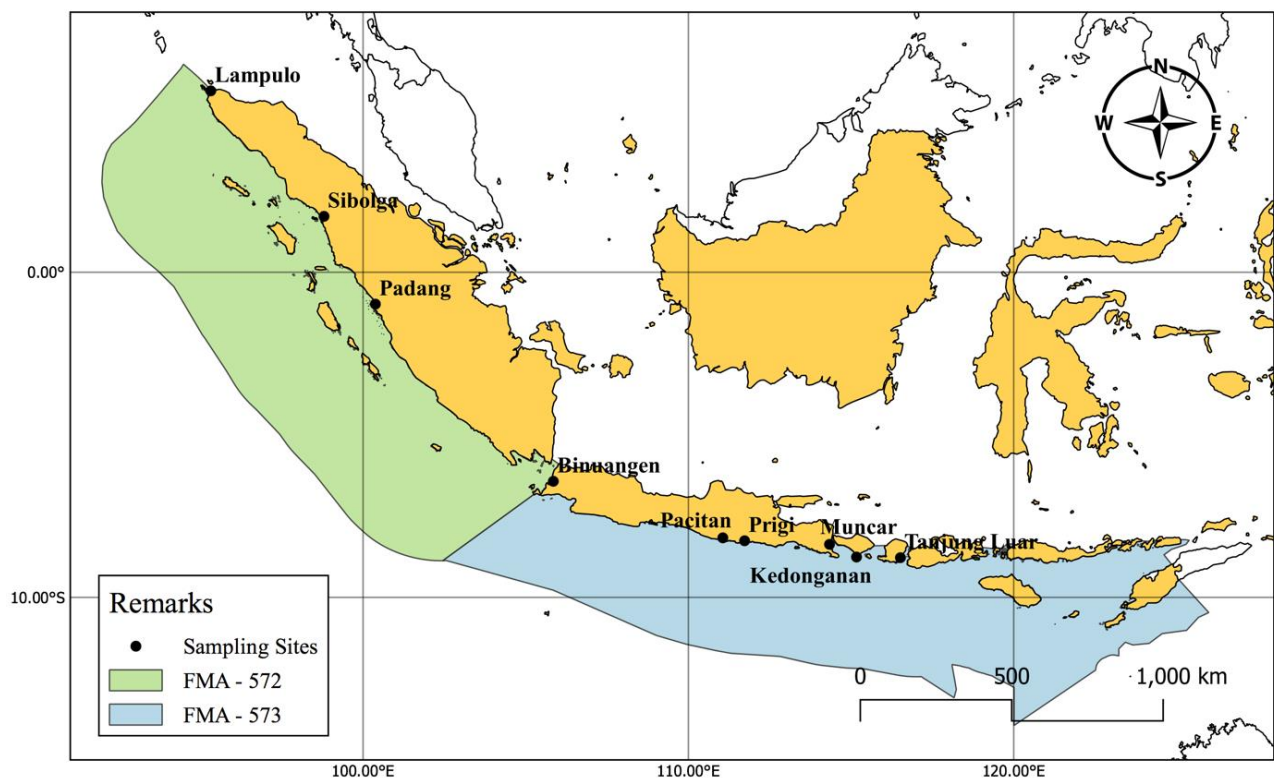 N
Lampulo
W
E
S
Sibolga
0.00°
Padang
Binuangen
Pacitan
Prigi
Muncar
Tanjung Luar
Kedonganan
10.00°S
Remarks
Sampling Sites
FMA - 572
FMA - 573
0
500
1,000 km
100.00°E
110.00°E
120.00°E